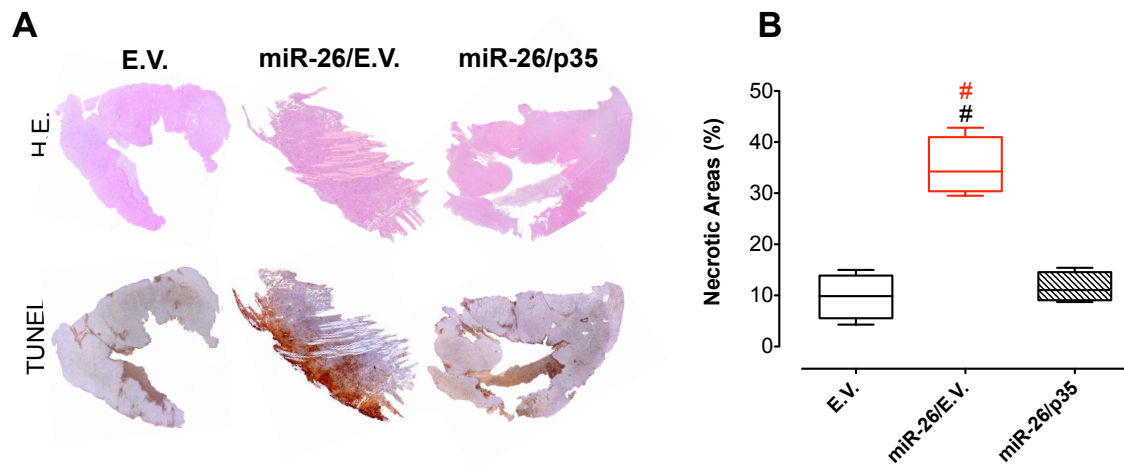 A
B
E.V. miR-26/E.V. miR-26/p35
H.E.
TUNEL
Necrotic Areas (%)
50
40
30
20
10
0
#
#
E.V.
miR-26/E.V.
miR-26/p35